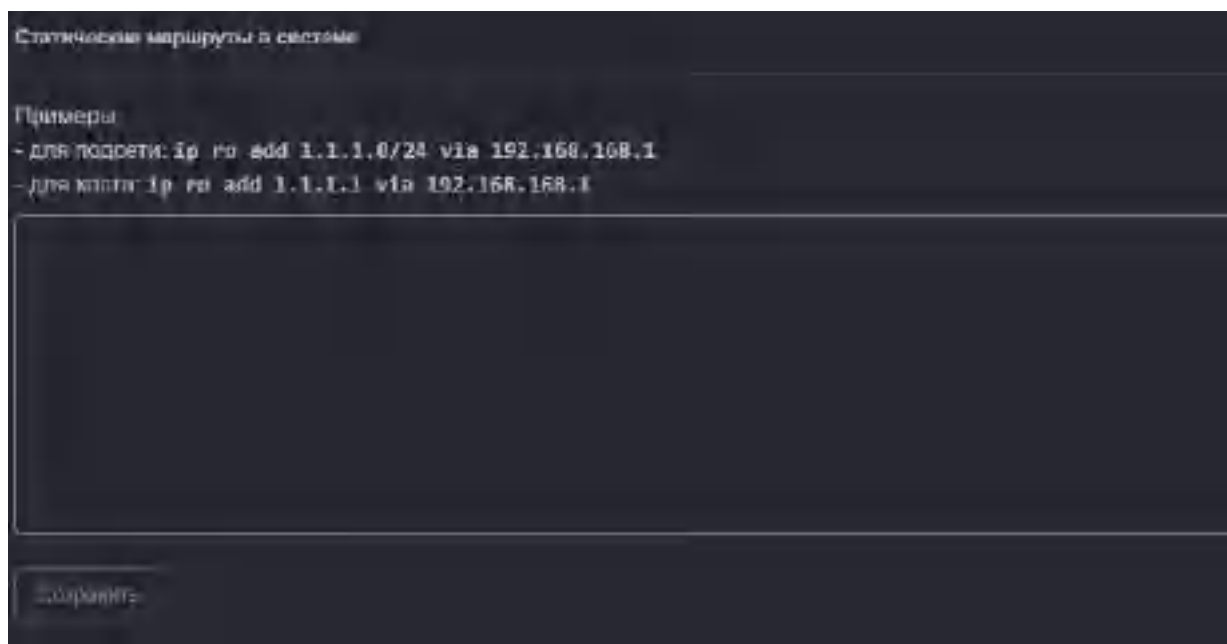 Статические маршруты в системе
Примеры
- для подсети: ip ro add 1.1.1.0/24 via 192.168.168.1
- для хоста: ip ro add 1.1.1.1 via 192.168.168.1
Сохранить